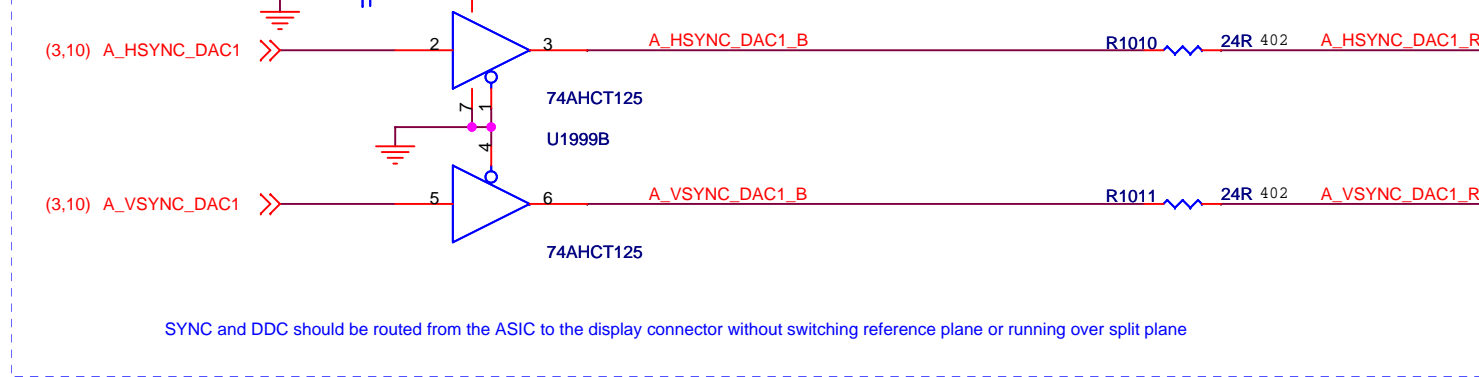 (3,10) A_HSYNC_DAC1 2 3 A_HSYNC_DAC1_B R1010 24R 402 A_HSYNC_DAC1_R
7 1 74AHCT125
4 U1999B
(3,10) A_VSYNC_DAC1 5 6 A_VSYNC_DAC1_B R1011 24R 402 A_VSYNC_DAC1_R
74AHCT125
SYNC and DDC should be routed from the ASIC to the display connector without switching reference plane or running over split plane